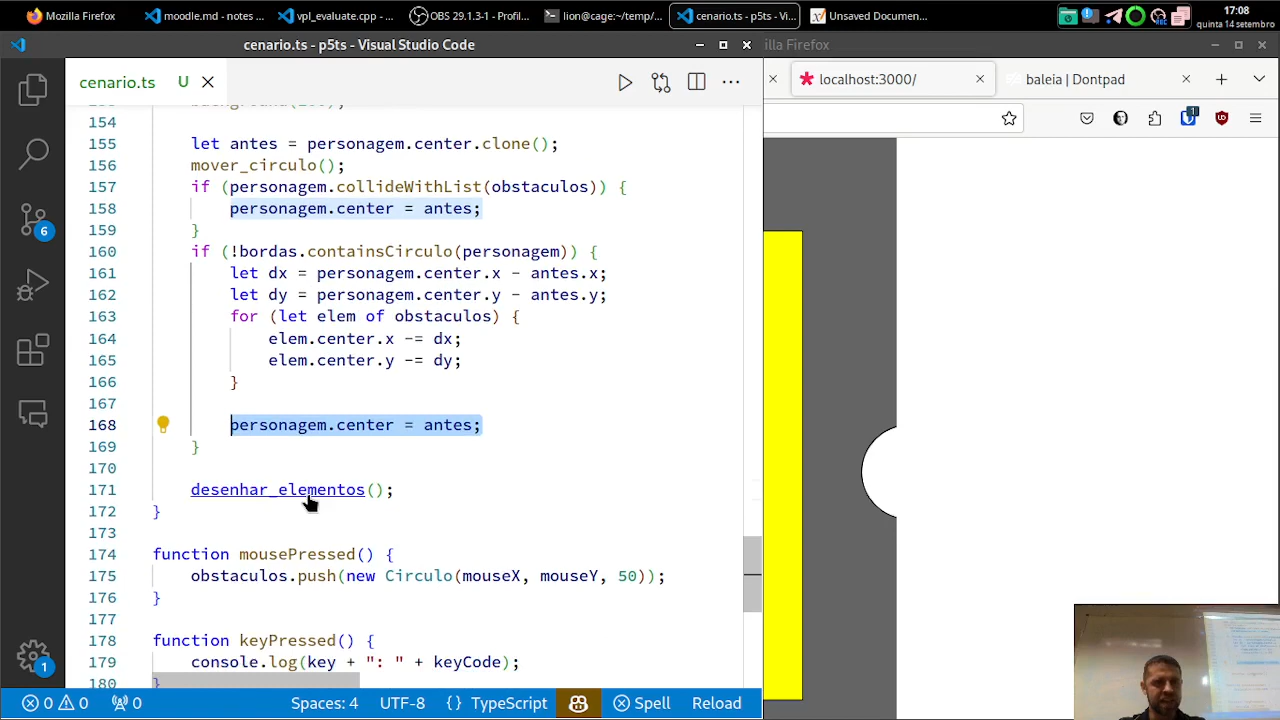 Mozilla Firefox
moodle.md - notes ...
vpl_evaluate.cpp - ...
OBS 29.1.3-1 - Profil...
lion@cage:~/temp/...
cenario.ts - p5ts - Vi...
Unsaved Documen...
17:08
quinta 14 setembro
cenario.ts - p5ts - Visual Studio Code
illa Firefox
cenario.ts U
localhost:3000/
baleia | Dontpad
154
155 let antes = personagem.center.clone();
156 mover_circulo();
157 if (personagem.collideWithList(obstaculos)) {
158 personagem.center = antes;
159 }
160 if (!bordas.containsCirculo(personagem)) {
161 let dx = personagem.center.x - antes.x;
162 let dy = personagem.center.y - antes.y;
163 for (let elem of obstaculos) {
164 elem.center.x -= dx;
165 elem.center.y -= dy;
166 }
167
168 personagem.center = antes;
169 }
170
171 desenhar_elementos();
172 }
173
174 function mousePressed() {
175 obstaculos.push(new Circulo(mouseX, mouseY, 50));
176 }
177
178 function keyPressed() {
179 console.log(key + ": " + keyCode);
180 }
6
1
1
0 0 0 Spaces: 4 UTF-8 {} TypeScript Spell Reload